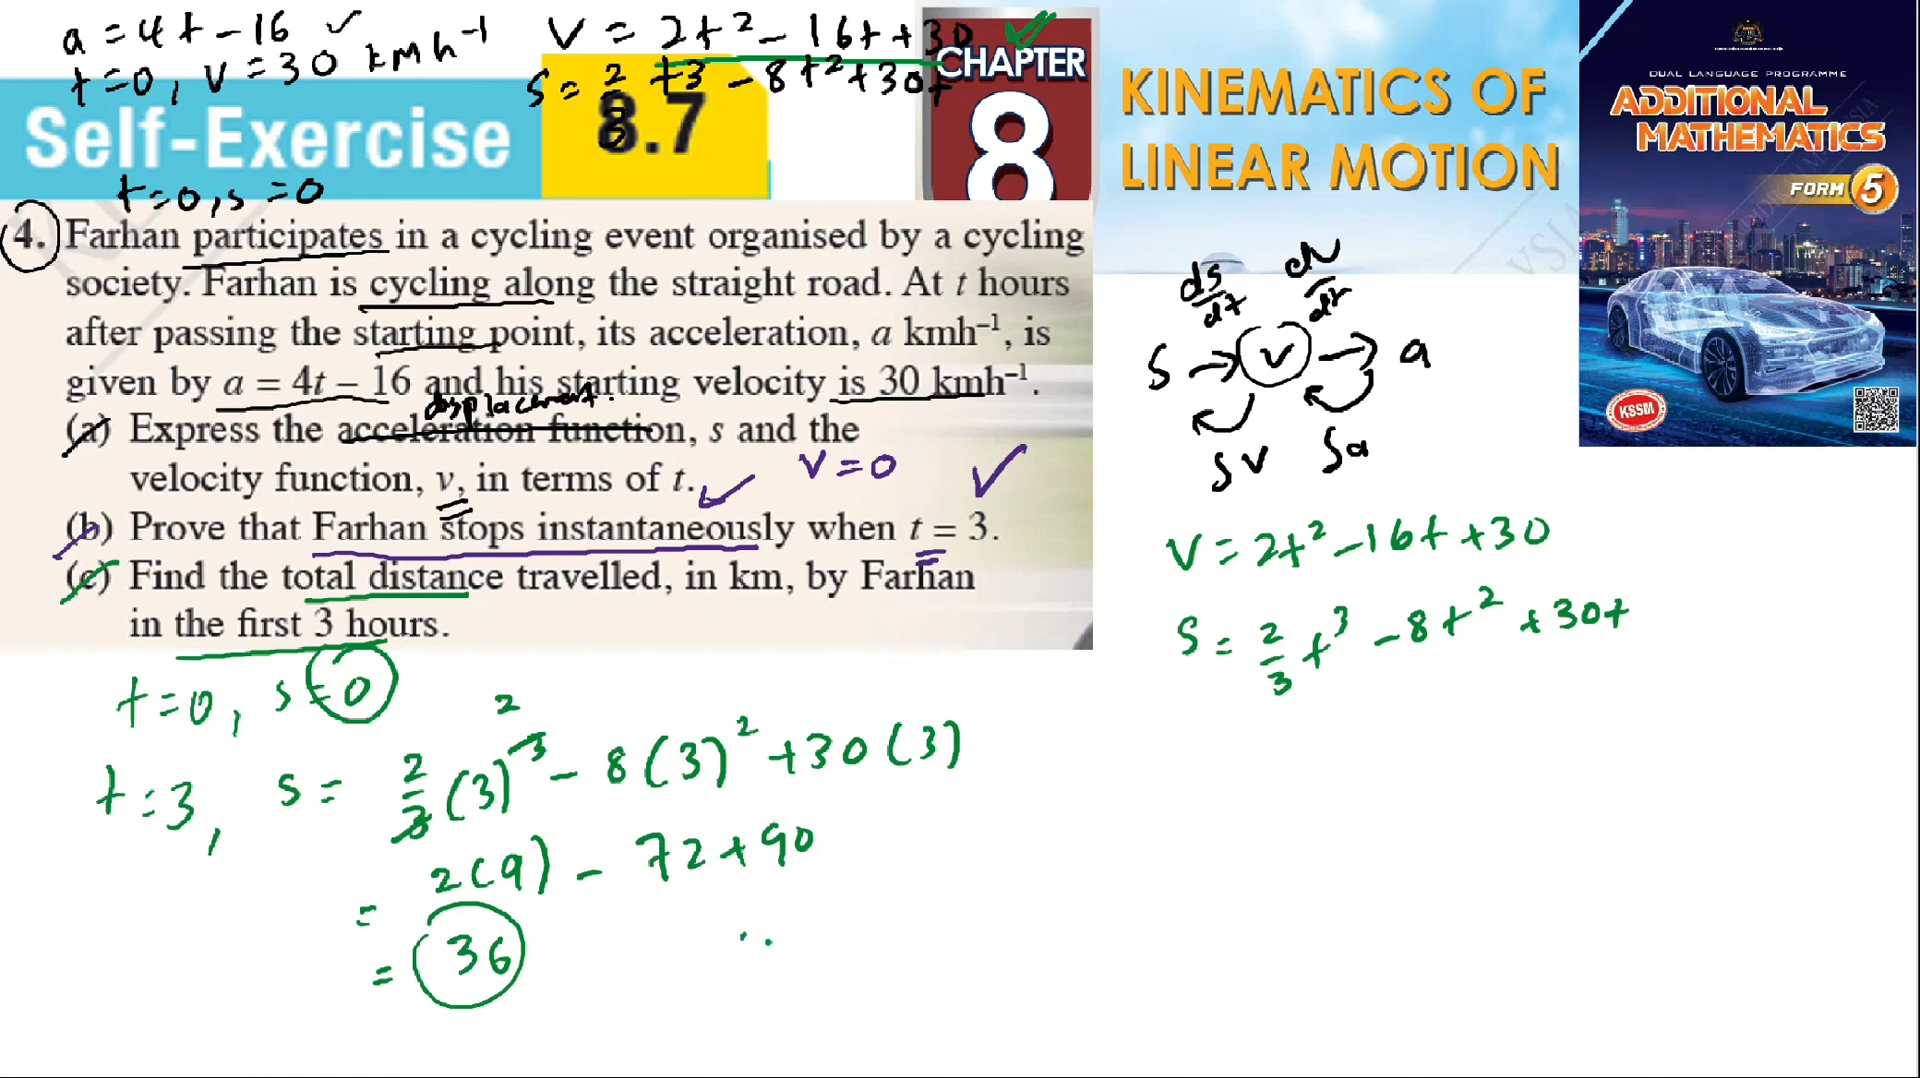 a = 4t - 16 ✓
t = 0, v = 30 kmh⁻¹
v = 2t² - 16t + 30
s = 2/3 t³ - 8t² + 30t
Self-Exercise 8.7
CHAPTER
8
KINEMATICS OF
LINEAR MOTION
DUAL LANGUAGE PROGRAMME
ADDITIONAL
MATHEMATICS
FORM 5
KSSM
t = 0, s = 0
4. Farhan participates in a cycling event organised by a cycling
society. Farhan is cycling along the straight road. At t hours
after passing the starting point, its acceleration, a kmh⁻¹, is
given by a = 4t – 16 and his starting velocity is 30 kmh⁻¹.
displacement.
(a) Express the acceleration function, s and the
velocity function, v, in terms of t.
v = 0 ✓
(b) Prove that Farhan stops instantaneously when t = 3.
(c) Find the total distance travelled, in km, by Farhan
in the first 3 hours.
ds/dt dv/dt
s → v → a
∫v ∫a
v = 2t² - 16t + 30
s = 2/3 t³ - 8t² + 30t
t = 0, s = 0
2
t = 3, s = 2/3 (3)³ - 8(3)² + 30(3)
= 2(9) - 72 + 90
= 36